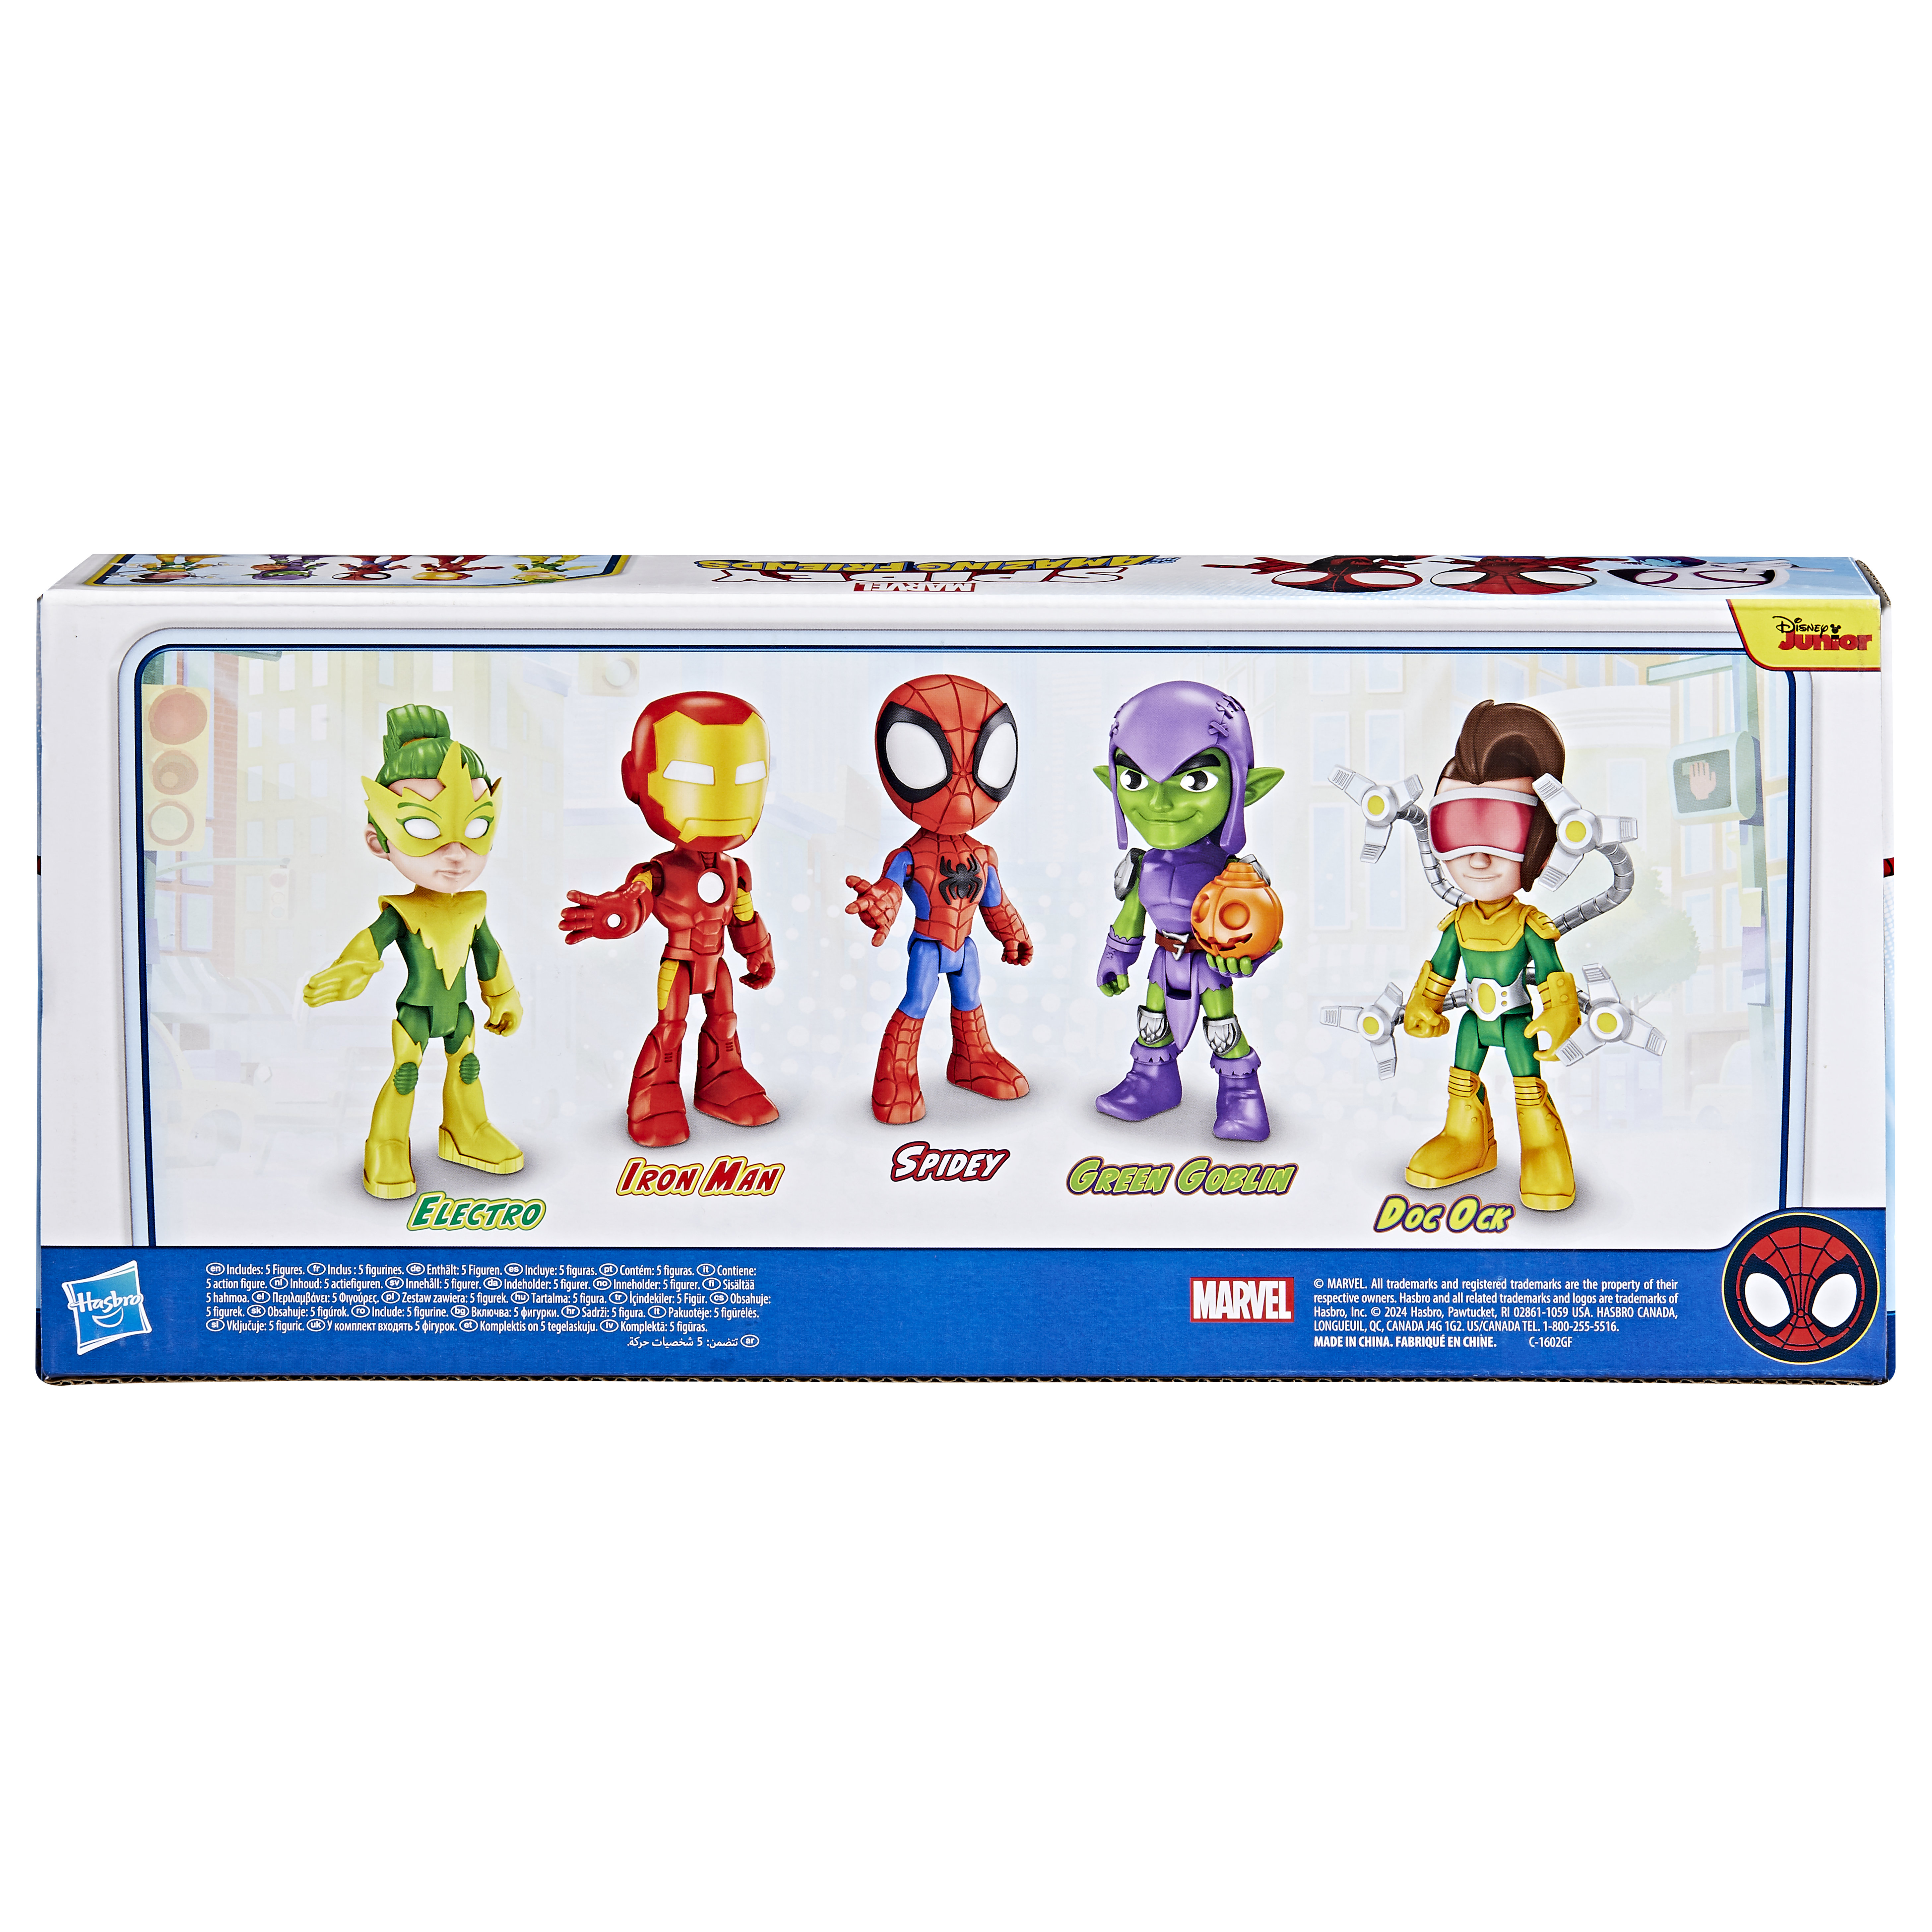 MARVEL
SPIDEY
AMAZING FRIENDS
Disney
Junior
ELECTRO
IRON MAN
SPIDEY
GREEN GOBLIN
DOC OCK
Hasbro
en Includes: 5 Figures. fr Inclus : 5 figurines. de Enthält: 5 Figuren. es Incluye: 5 figuras. pt Contém: 5 figuras. it Contiene:
5 action figure. nl Inhoud: 5 actiefiguren. sv Innehåll: 5 figurer. da Indeholder: 5 figurer. no Inneholder: 5 figurer. fi Sisältää
5 hahmoa. el Περιλαμβάνει: 5 Φιγούρες. pl Zestaw zawiera: 5 figurek. hu Tartalma: 5 figura. tr İçindekiler: 5 Figür. cs Obsahuje:
5 figurek. sk Obsahuje: 5 figúrok. ro Include: 5 figurine. bg Включва: 5 фигурки. hr Sadrži: 5 figura. lt Pakuotėje: 5 figūrėlės.
sl Vključuje: 5 figuric. uk У комплект входять 5 фігурок. et Komplektis on 5 tegelaskuju. lv Komplektā: 5 figūras.
ar تتضمن: 5 شخصيات حركة.
MARVEL
© MARVEL. All trademarks and registered trademarks are the property of their
respective owners. Hasbro and all related trademarks and logos are trademarks of
Hasbro, Inc. © 2024 Hasbro, Pawtucket, RI 02861-1059 USA. HASBRO CANADA,
LONGUEUIL, QC, CANADA J4G 1G2. US/CANADA TEL. 1-800-255-5516.
MADE IN CHINA. FABRIQUÉ EN CHINE. C-1602GF